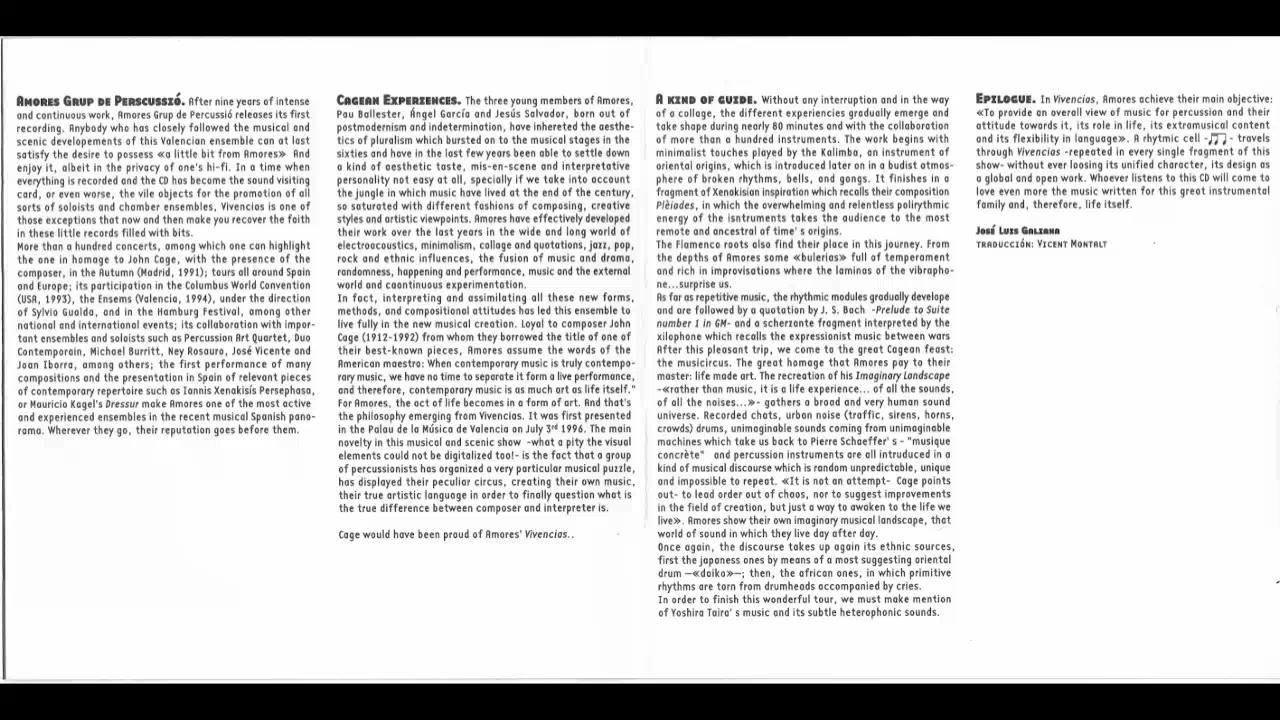 AMORES GRUP DE PERSCUSSIÓ. After nine years of intense
and continuous work, Amores Grup de Percussió releases its first
recording. Anybody who has closely followed the musical and
scenic developements of this Valencian ensemble can at last
satisfy the desire to possess «a little bit from Amores» And
enjoy it, albeit in the privacy of one's hi-fi. In a time when
everything is recorded and the CD has become the sound visiting
card, or even worse, the vile objects for the promotion of all
sorts of soloists and chamber ensembles, Vivencias is one of
those exceptions that now and then make you recover the faith
in these little records filled with bits.
More than a hundred concerts, among which one can highlight
the one in homage to John Cage, with the presence of the
composer, in the Autumn (Madrid, 1991); tours all around Spain
and Europe; its participation in the Columbus World Convention
(USA, 1993), the Ensems (Valencia, 1994), under the direction
of Sylvio Gualda, and in the Hamburg Festival, among other
national and international events; its collaboration with impor-
tant ensembles and soloists such as Percussion Art Quartet, Duo
Contemporain, Michael Burritt, Ney Rosauro, José Vicente and
Joan Iborra, among others; the first performance of many
compositions and the presentation in Spain of relevant pieces
of contemporary repertoire such as Iannis Xenakisís Persephasa,
or Mauricio Kagel's Dressur make Amores one of the most active
and experienced ensembles in the recent musical Spanish pano-
rama. Wherever they go, their reputation goes before them.
CAGEAN EXPERIENCES. The three young members of Amores,
Pau Ballester, Ángel García and Jesús Salvador, born out of
postmodernism and indetermination, have inhereted the aesthe-
tics of pluralism which bursted on to the musical stages in the
sixties and have in the last few years been able to settle down
a kind of aesthetic taste, mis-en-scene and interpretative
personality not easy at all, specially if we take into account
the jungle in which music have lived at the end of the century,
so saturated with different fashions of composing, creative
styles and artistic viewpoints. Amores have effectively developed
their work over the last years in the wide and long world of
electroacoustics, minimalism, collage and quotations, jazz, pop,
rock and ethnic influences, the fusion of music and drama,
randomness, happening and performance, music and the external
world and caontinuous experimentation.
In fact, interpreting and assimilating all these new forms,
methods, and compositional attitudes has led this ensemble to
live fully in the new musical creation. Loyal to composer John
Cage (1912-1992) from whom they borrowed the title of one of
their best-known pieces, Amores assume the words of the
American maestro: When contemporary music is truly contempo-
rary music, we have no time to separate it form a live performance,
and therefore, contemporary music is as much art as life itself."
For Amores, the act of life becomes in a form of art. And that's
the philosophy emerging from Vivencias. It was first presented
in the Palau de la Música de Valencia on July 3rd 1996. The main
novelty in this musical and scenic show -what a pity the visual
elements could not be digitalized too!- is the fact that a group
of percussionists has organized a very particular musical puzzle,
has displayed their peculiar circus, creating their own music,
their true artistic language in order to finally question what is
the true difference between composer and interpreter is.
Cage would have been proud of Amores' Vivencias..
A KIND OF GUIDE. Without any interruption and in the way
of a collage, the different experiencies gradually emerge and
take shape during nearly 80 minutes and with the collaboration
of more than a hundred instruments. The work begins with
minimalist touches played by the Kalimba, an instrument of
oriental origins, which is introduced later on in a budist atmos-
phere of broken rhythms, bells, and gongs. It finishes in a
fragment of Xenakisian inspiration which recalls their composition
Plèiades, in which the overwhelming and relentless polirythmic
energy of the isntruments takes the audience to the most
remote and ancestral of time's origins.
The Flamenco roots also find their place in this journey. From
the depths of Amores some «bulerías» full of temperament
and rich in improvisations where the laminas of the vibrapho-
ne...surprise us.
As far as repetitive music, the rhythmic modules gradually develope
and are followed by a quotation by J. S. Bach -Prelude to Suite
number 1 in GM- and a scherzante fragment interpreted by the
xilophone which recalls the expressionist music between wars
After this pleasant trip, we come to the great Cagean feast:
the musicircus. The great homage that Amores pay to their
master: life made art. The recreation of his Imaginary Landscape
-«rather than music, it is a life experience... of all the sounds,
of all the noises...»- gathers a broad and very human sound
universe. Recorded chats, urban noise (traffic, sirens, horns,
crowds) drums, unimaginable sounds coming from unimaginable
machines which take us back to Pierre Schaeffer's - "musique
concrète" and percussion instruments are all intruduced in a
kind of musical discourse which is random unpredictable, unique
and impossible to repeat. «It is not an attempt- Cage points
out- to lead order out of chaos, nor to suggest improvements
in the field of creation, but just a way to awaken to the life we
live». Amores show their own imaginary musical landscape, that
world of sound in which they live day after day.
Once again, the discourse takes up again its ethnic sources,
first the japaness ones by means of a most suggesting oriental
drum —«daiko»—; then, the african ones, in which primitive
rhythms are torn from drumheads accompanied by cries.
In order to finish this wonderful tour, we must make mention
of Yoshira Taira's music and its subtle heterophonic sounds.
EPILOGUE. In Vivencias, Amores achieve their main objective:
«To provide an overall view of music for percussion and their
attitude towards it, its role in life, its extramusical content
and its flexibility in language». A rhytmic cell -♫♫- travels
through Vivencias -repeated in every single fragment of this
show- without ever loosing its unified character, its design as
a global and open work. Whoever listens to this CD will come to
love even more the music written for this great instrumental
family and, therefore, life itself.
JOSÉ LUIS GALIANA
TRADUCCIÓN: VICENT MONTALT